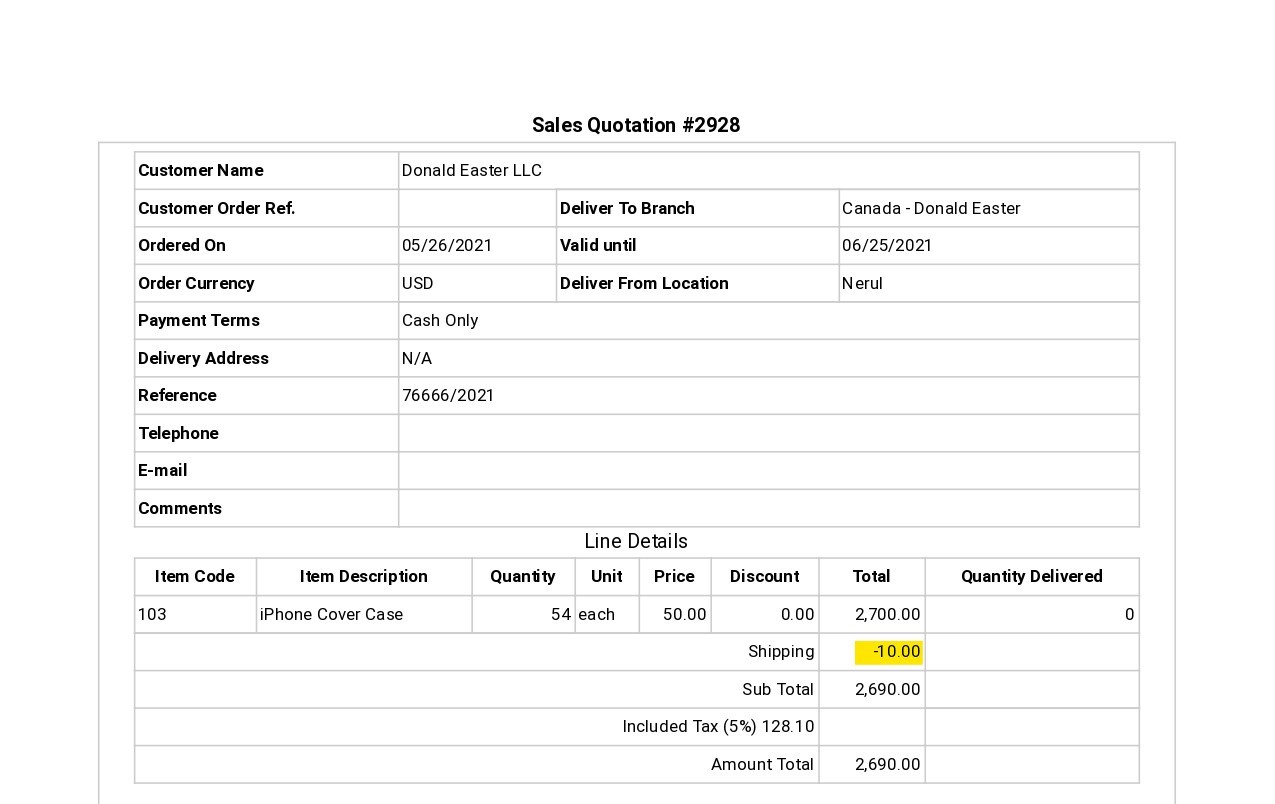 Sales Quotation #2928
Customer Name Donald Easter LLC
Customer Order Ref. Deliver To Branch Canada - Donald Easter
Ordered On 05/26/2021 Valid until 06/25/2021
Order Currency USD Deliver From Location Nerul
Payment Terms Cash Only
Delivery Address N/A
Reference 76666/2021
Telephone
E-mail
Comments
Line Details
Item Code Item Description Quantity Unit Price Discount Total Quantity Delivered
103 iPhone Cover Case 54 each 50.00 0.00 2,700.00 0
Shipping -10.00
Sub Total 2,690.00
Included Tax (5%) 128.10
Amount Total 2,690.00